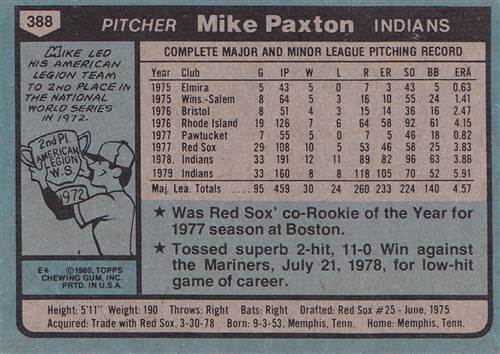 388 PITCHER Mike Paxton INDIANS
MIKE LED
HIS AMERICAN
LEGION TEAM
TO 2ND PLACE IN
THE NATIONAL
WORLD SERIES
IN 1972.
2nd Pl.
AMERICAN
LEGION
W.S.
1972
E* ©1980, TOPPS
CHEWING GUM, INC.
PRTD. IN U.S.A.
COMPLETE MAJOR AND MINOR LEAGUE PITCHING RECORD
Year Club G IP W L R ER SO BB ERA
1975 Elmira 5 43 5 0 7 3 43 5 0.63
1975 Wins.-Salem 8 64 5 3 16 10 55 24 1.41
1976 Bristol 8 51 4 3 15 14 36 16 2.47
1976 Rhode Island 19 126 7 6 64 58 92 61 4.15
1977 Pawtucket 7 55 5 0 7 5 46 18 0.82
1977 Red Sox 29 108 10 5 53 46 58 25 3.83
1978 Indians 33 191 12 11 89 82 96 63 3.86
1979 Indians 33 160 8 8 118 105 70 52 5.91
Maj. Lea. Totals 95 459 30 24 260 233 224 140 4.57
★ Was Red Sox' co-Rookie of the Year for
1977 season at Boston.
★ Tossed superb 2-hit, 11-0 Win against
the Mariners, July 21, 1978, for low-hit
game of career.
Height: 5'11" Weight: 190 Throws: Right Bats: Right Drafted: Red Sox #25 - June, 1975
Acquired: Trade with Red Sox, 3-30-78 Born: 9-3-53, Memphis, Tenn. Home: Memphis, Tenn.